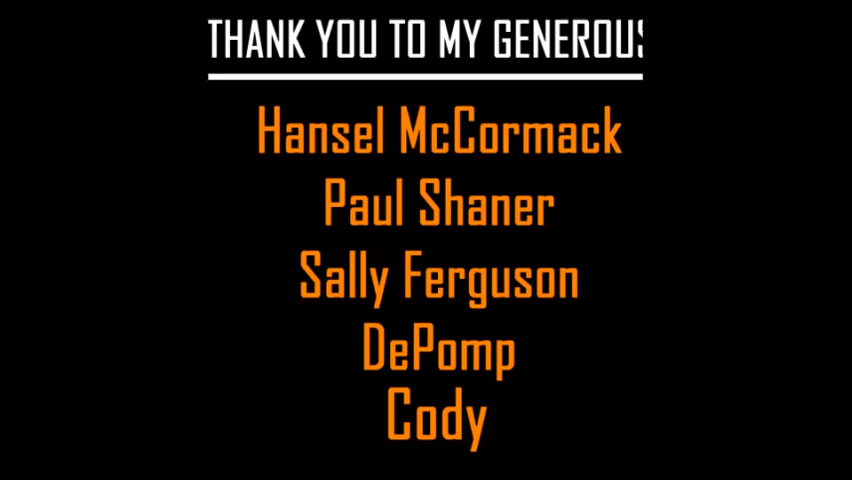 THANK YOU TO MY GENEROUS
Hansel McCormack
Paul Shaner
Sally Ferguson
DePomp
Cody